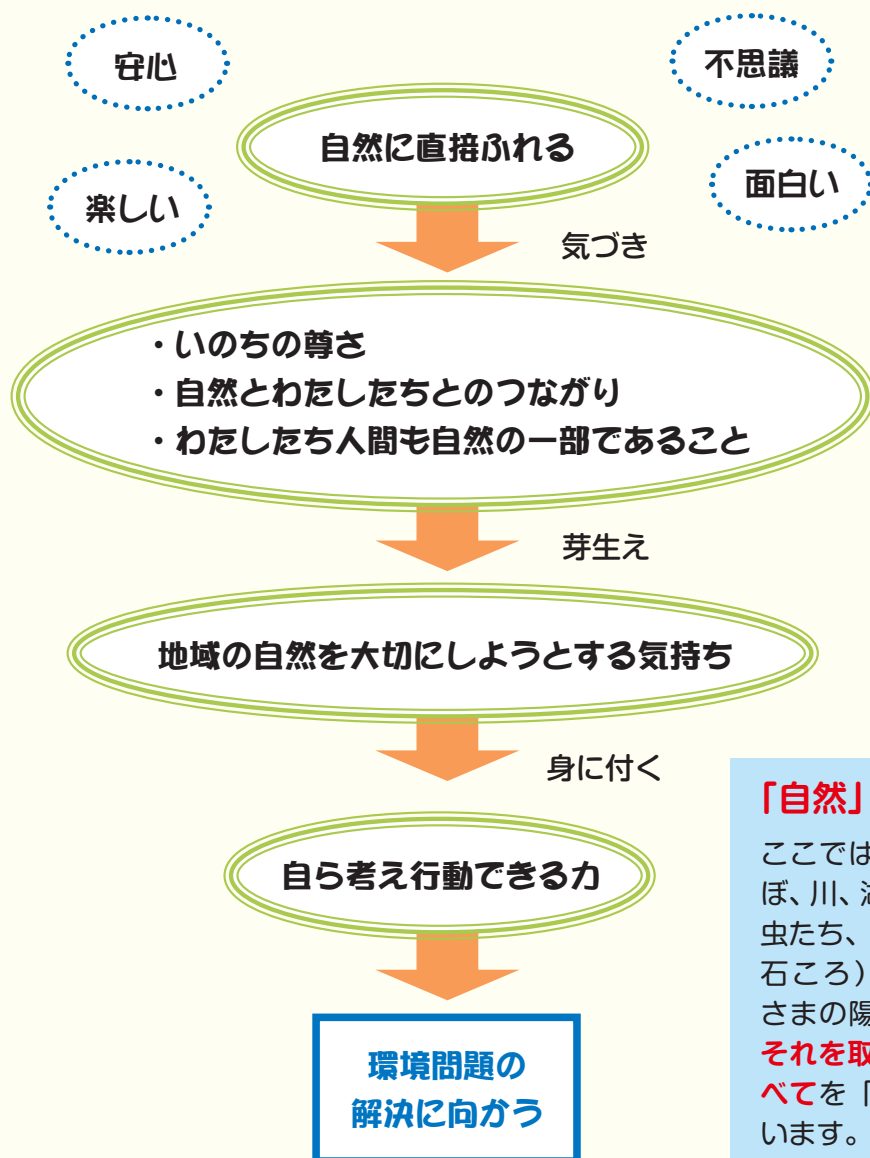 安心
不思議
自然に直接ふれる
楽しい
面白い
気づき
・いのちの尊さ
・自然とわたしたちとのつながり
・わたしたち人間も自然の一部であること
芽生え
地域の自然を大切にしようとする気持ち
身に付く
自ら考え行動できる力
環境問題の
解決に向かう
「自然」
ここでは
ぼ、川、湖
虫たち、
石ころ）
さまの陽
それを取
べてを「
います。